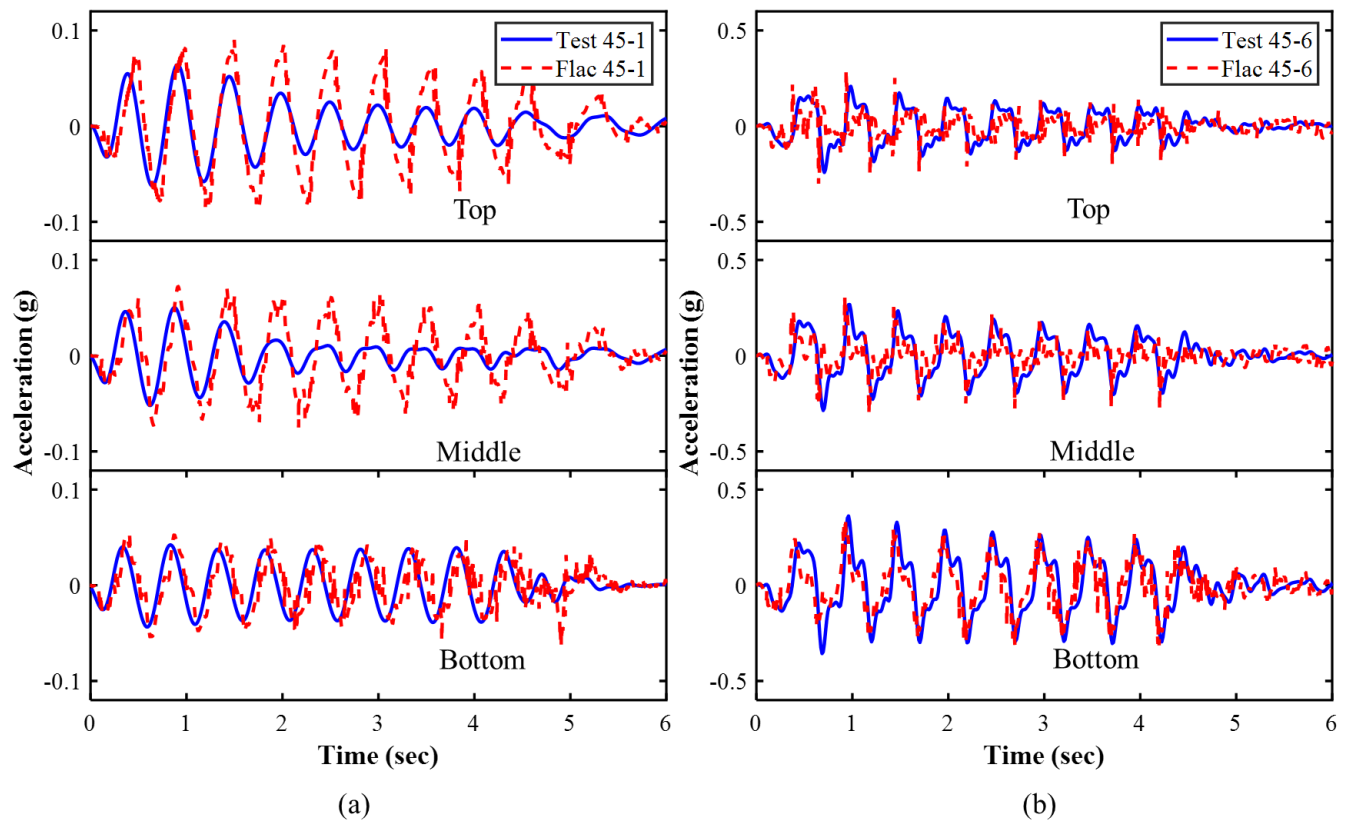 Acceleration (g)
0.1
0
-0.1
Test 45-1
Flac 45-1
Top
0.1
0
-0.1
Middle
0.1
0
-0.1
Bottom
0 1 2 3 4 5 6
Time (sec)
(a)
Acceleration (g)
0.5
0
-0.5
Test 45-6
Flac 45-6
Top
0.5
0
-0.5
Middle
0.5
0
-0.5
Bottom
0 1 2 3 4 5 6
Time (sec)
(b)